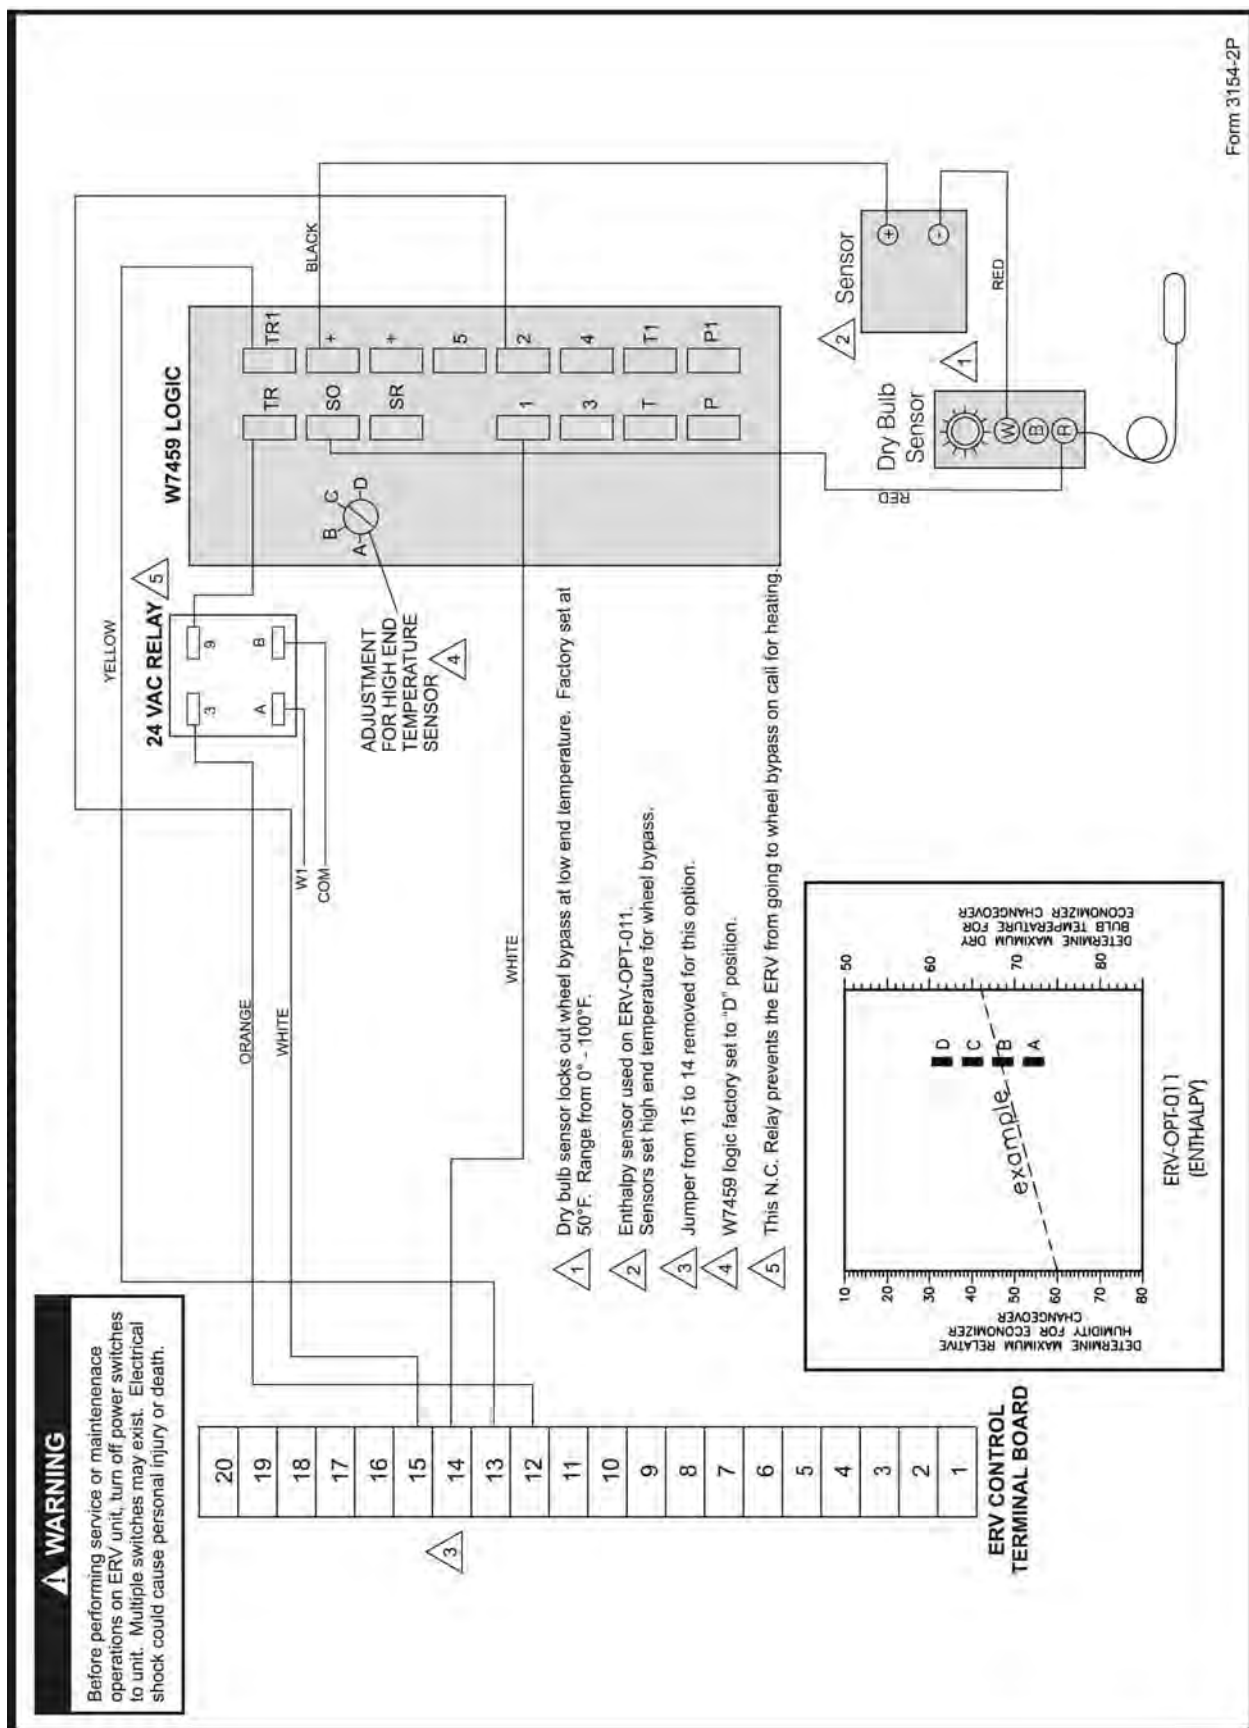 ⚠ WARNING
Before performing service or maintenenace
operations on ERV unit, turn off power switches
to unit. Multiple switches may exist. Electrical
shock could cause personal injury or death.
YELLOW
24 VAC RELAY
5
3
9
A
B
W1
COM
ORANGE
WHITE
W7459 LOGIC
TR
TR1
SO
+
SR
+
5
1
2
3
4
T
T1
P
P1
B
C
A
D
BLACK
ADJUSTMENT
FOR HIGH END
TEMPERATURE
SENSOR
4
WHITE
20
19
18
17
16
15
14
13
12
11
10
9
8
7
6
5
4
3
2
1
3
ERV CONTROL
TERMINAL BOARD
1
Dry bulb sensor locks out wheel bypass at low end temperature. Factory set at
50°F. Range from 0° - 100°F.
2
Enthalpy sensor used on ERV-OPT-011.
Sensors set high end temperature for wheel bypass.
3
Jumper from 15 to 14 removed for this option.
4
W7459 logic factory set to "D" position.
5
This N.C. Relay prevents the ERV from going to wheel bypass on call for heating.
2
Sensor
+
-
RED
1
Dry Bulb
Sensor
W
B
R
RED
DETERMINE MAXIMUM RELATIVE
HUMIDITY FOR ECONOMIZER
CHANGEOVER
10
20
30
40
50
60
70
80
example
D
C
B
A
50
60
70
80
DETERMINE MAXIMUM DRY
BULB TEMPERATURE FOR
ECONOMIZER CHANGEOVER
ERV-OPT-011
(ENTHALPY)
Form 3154-2P